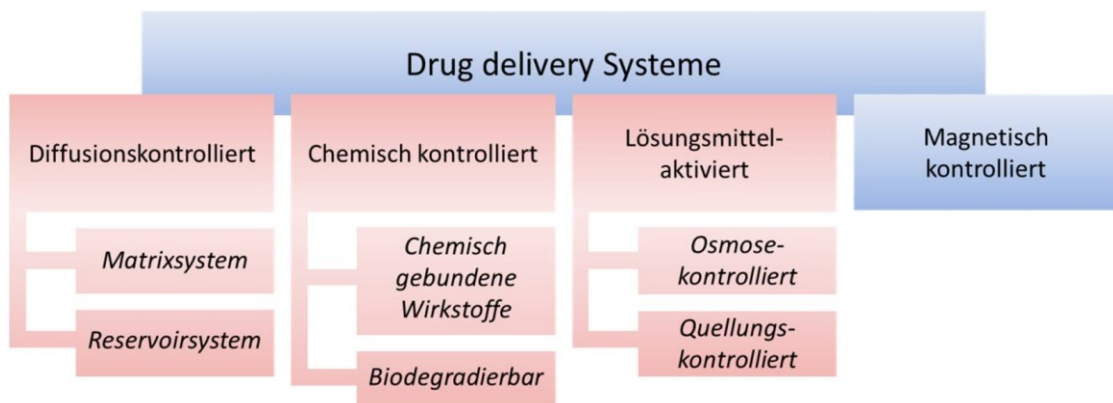 Drug delivery Systeme
Diffusionskontrolliert
Matrixsystem
Reservoirsystem
Chemisch kontrolliert
Chemisch
gebundene
Wirkstoffe
Biodegradierbar
Lösungsmittel-
aktiviert
Osmose-
kontrolliert
Quellungs-
kontrolliert
Magnetisch
kontrolliert